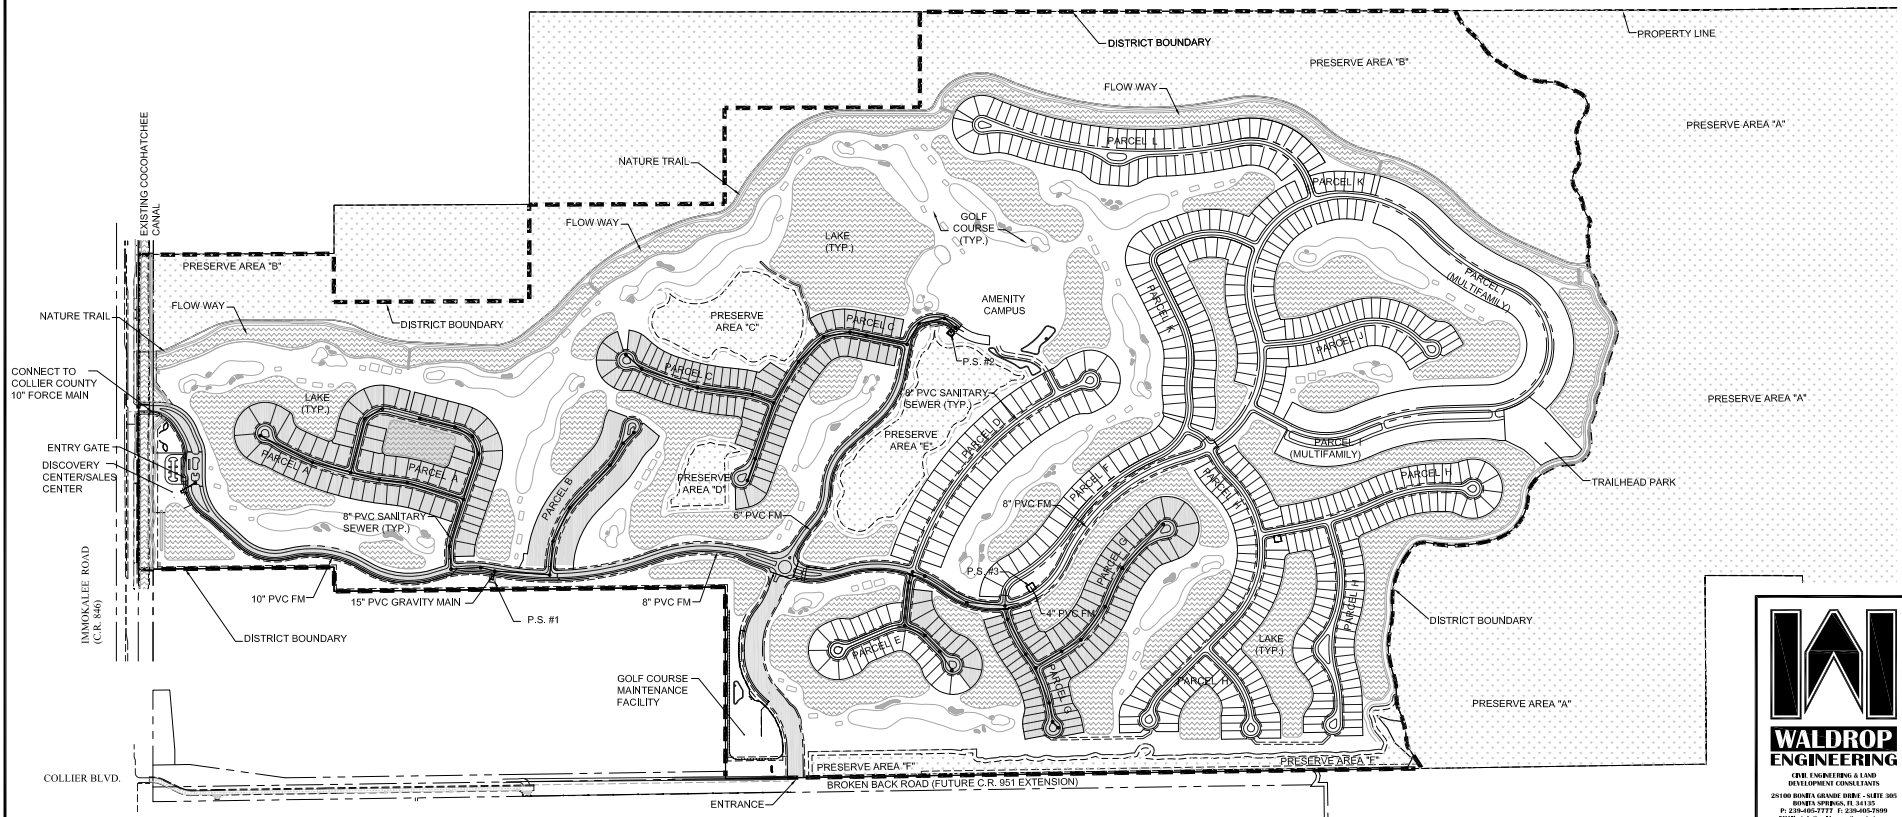 DISTRICT BOUNDARY
PROPERTY LINE
PRESERVE AREA "B"
FLOW WAY
PRESERVE AREA "A"
EXISTING COCOHATCHEE
CANAL
NATURE TRAIL
PARCEL L
PARCEL K
FLOW WAY
LAKE
(TYP.)
GOLF
COURSE
(TYP.)
PRESERVE AREA "B"
PARCEL I
(MULTIFAMILY)
AMENITY
CAMPUS
PARCEL K
FLOW WAY
NATURE TRAIL
DISTRICT BOUNDARY
PRESERVE
AREA "C"
PARCEL C
PARCEL J
P.S. #2
CONNECT TO
COLLIER COUNTY
10" FORCE MAIN
PARCEL C
LAKE
(TYP.)
8" PVC SANITARY
SEWER (TYP.)
PRESERVE AREA "A"
PRESERVE
AREA "E"
PARCEL D
PARCEL I
(MULTIFAMILY)
ENTRY GATE
DISCOVERY
CENTER/SALES
CENTER
PARCEL A
PARCEL A
PARCEL B
PRESERVE
AREA "D"
PARCEL F
PARCEL H
PARCEL H
TRAILHEAD PARK
8" PVC SANITARY
SEWER (TYP.)
6" PVC FM
8" PVC FM
PARCEL G
P.S. #3
IMMOKALEE ROAD
(C.R. 846)
10" PVC FM
15" PVC GRAVITY MAIN
P.S. #1
8" PVC FM
4" PVC FM
PARCEL H
DISTRICT BOUNDARY
DISTRICT BOUNDARY
PARCEL E
LAKE
(TYP.)
GOLF COURSE
MAINTENANCE
FACILITY
PARCEL G
PARCEL H
PRESERVE AREA "A"
COLLIER BLVD.
PRESERVE AREA "F"
PRESERVE AREA "F"
BROKEN BACK ROAD (FUTURE C.R. 951 EXTENSION)
ENTRANCE
WALDROP
ENGINEERING
CIVIL ENGINEERING & LAND
DEVELOPMENT CONSULTANTS
28100 BONITA GRANDE DRIVE - SUITE 305
BONITA SPRINGS, FL 34135
P: 239-405-7777 F: 239-405-7899